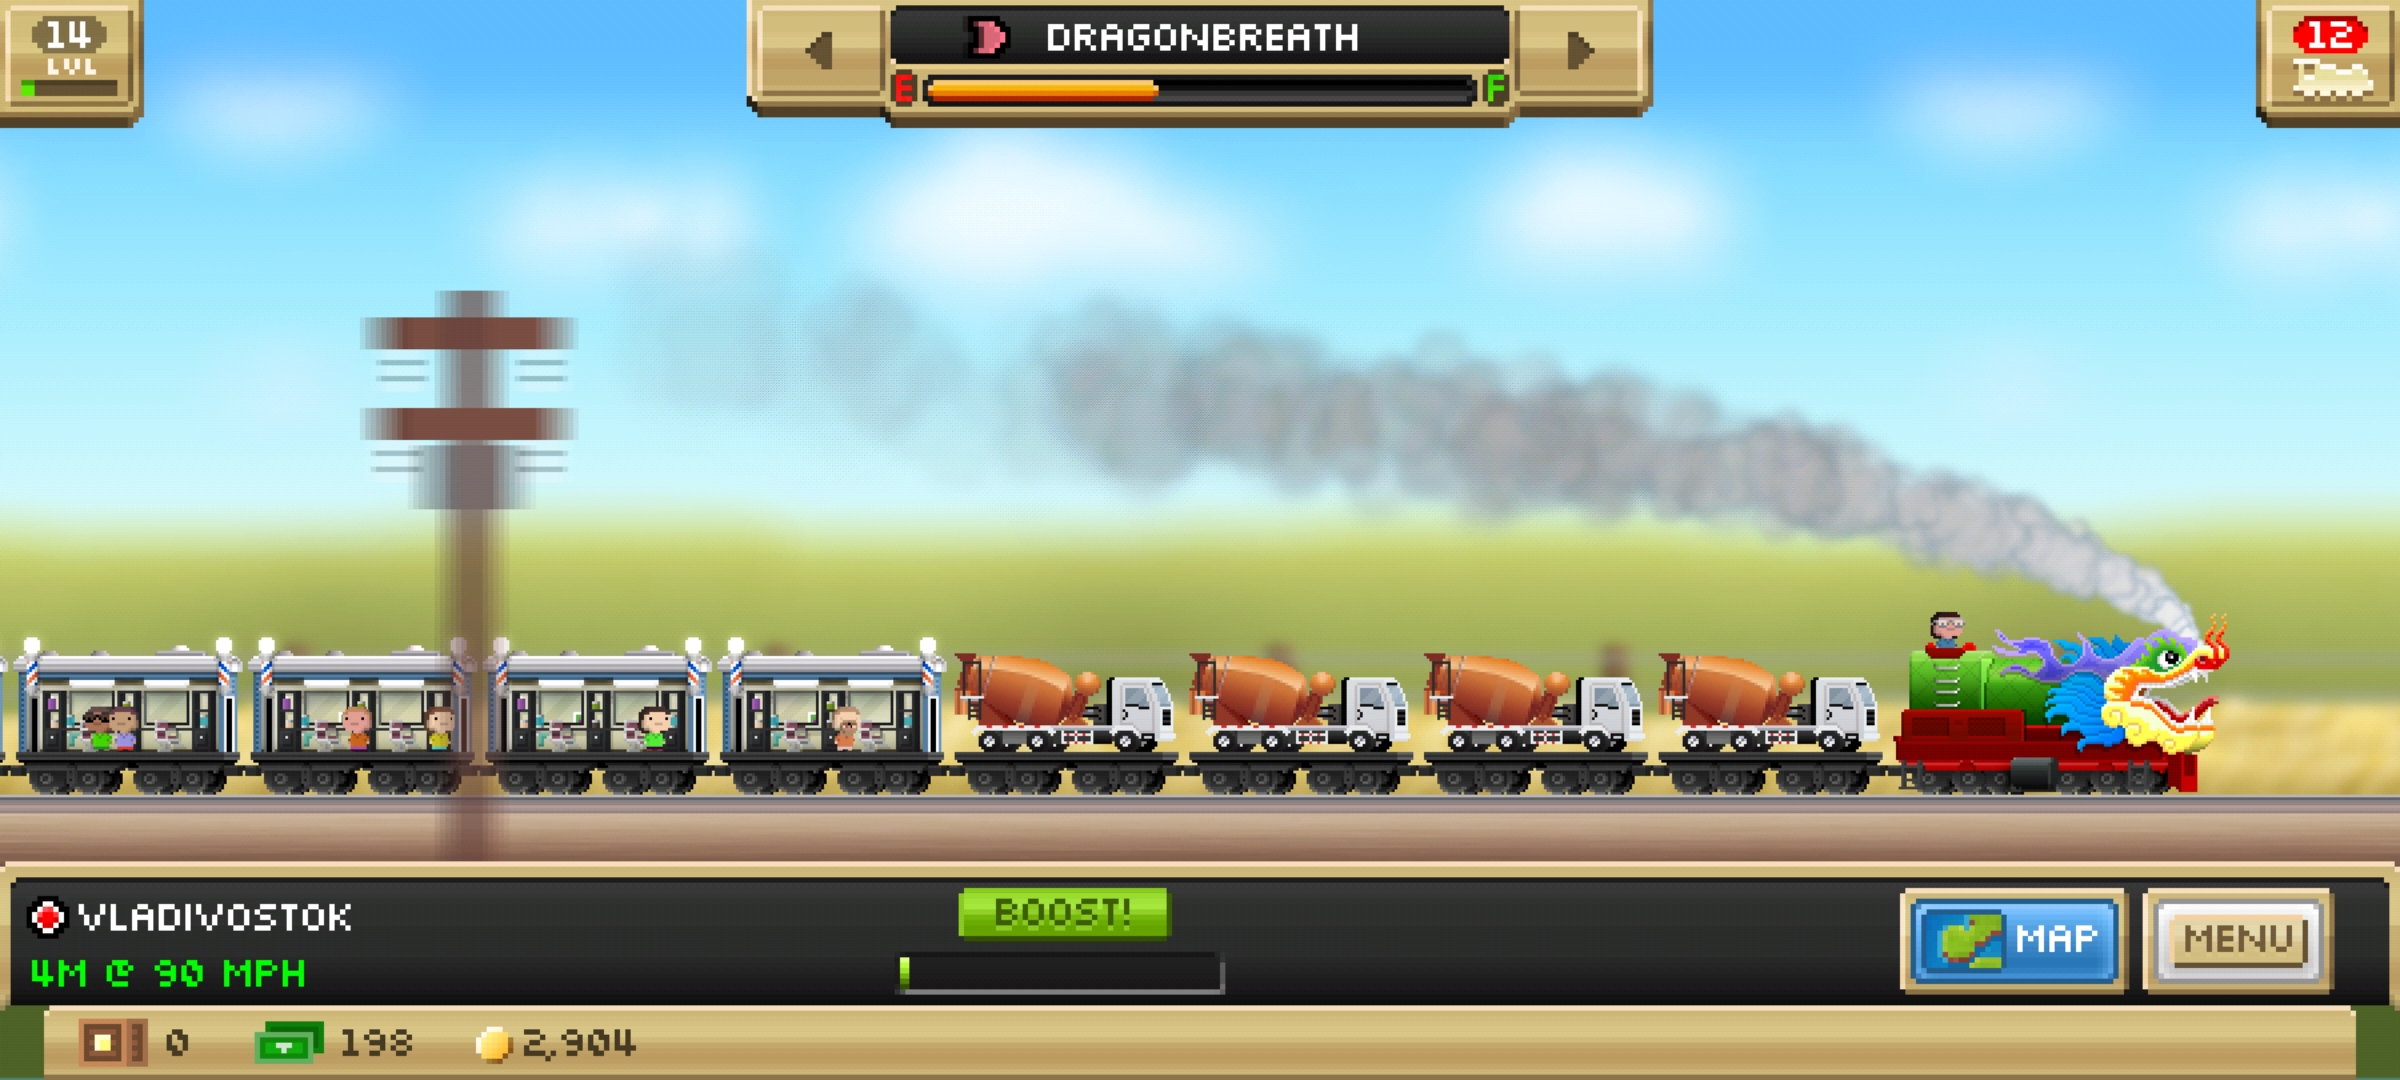 14
LVL
DRAGONBREATH
E F
12
VLADIVOSTOK
4M @ 90 MPH
BOOST!
MAP
MENU
0 198 2,904